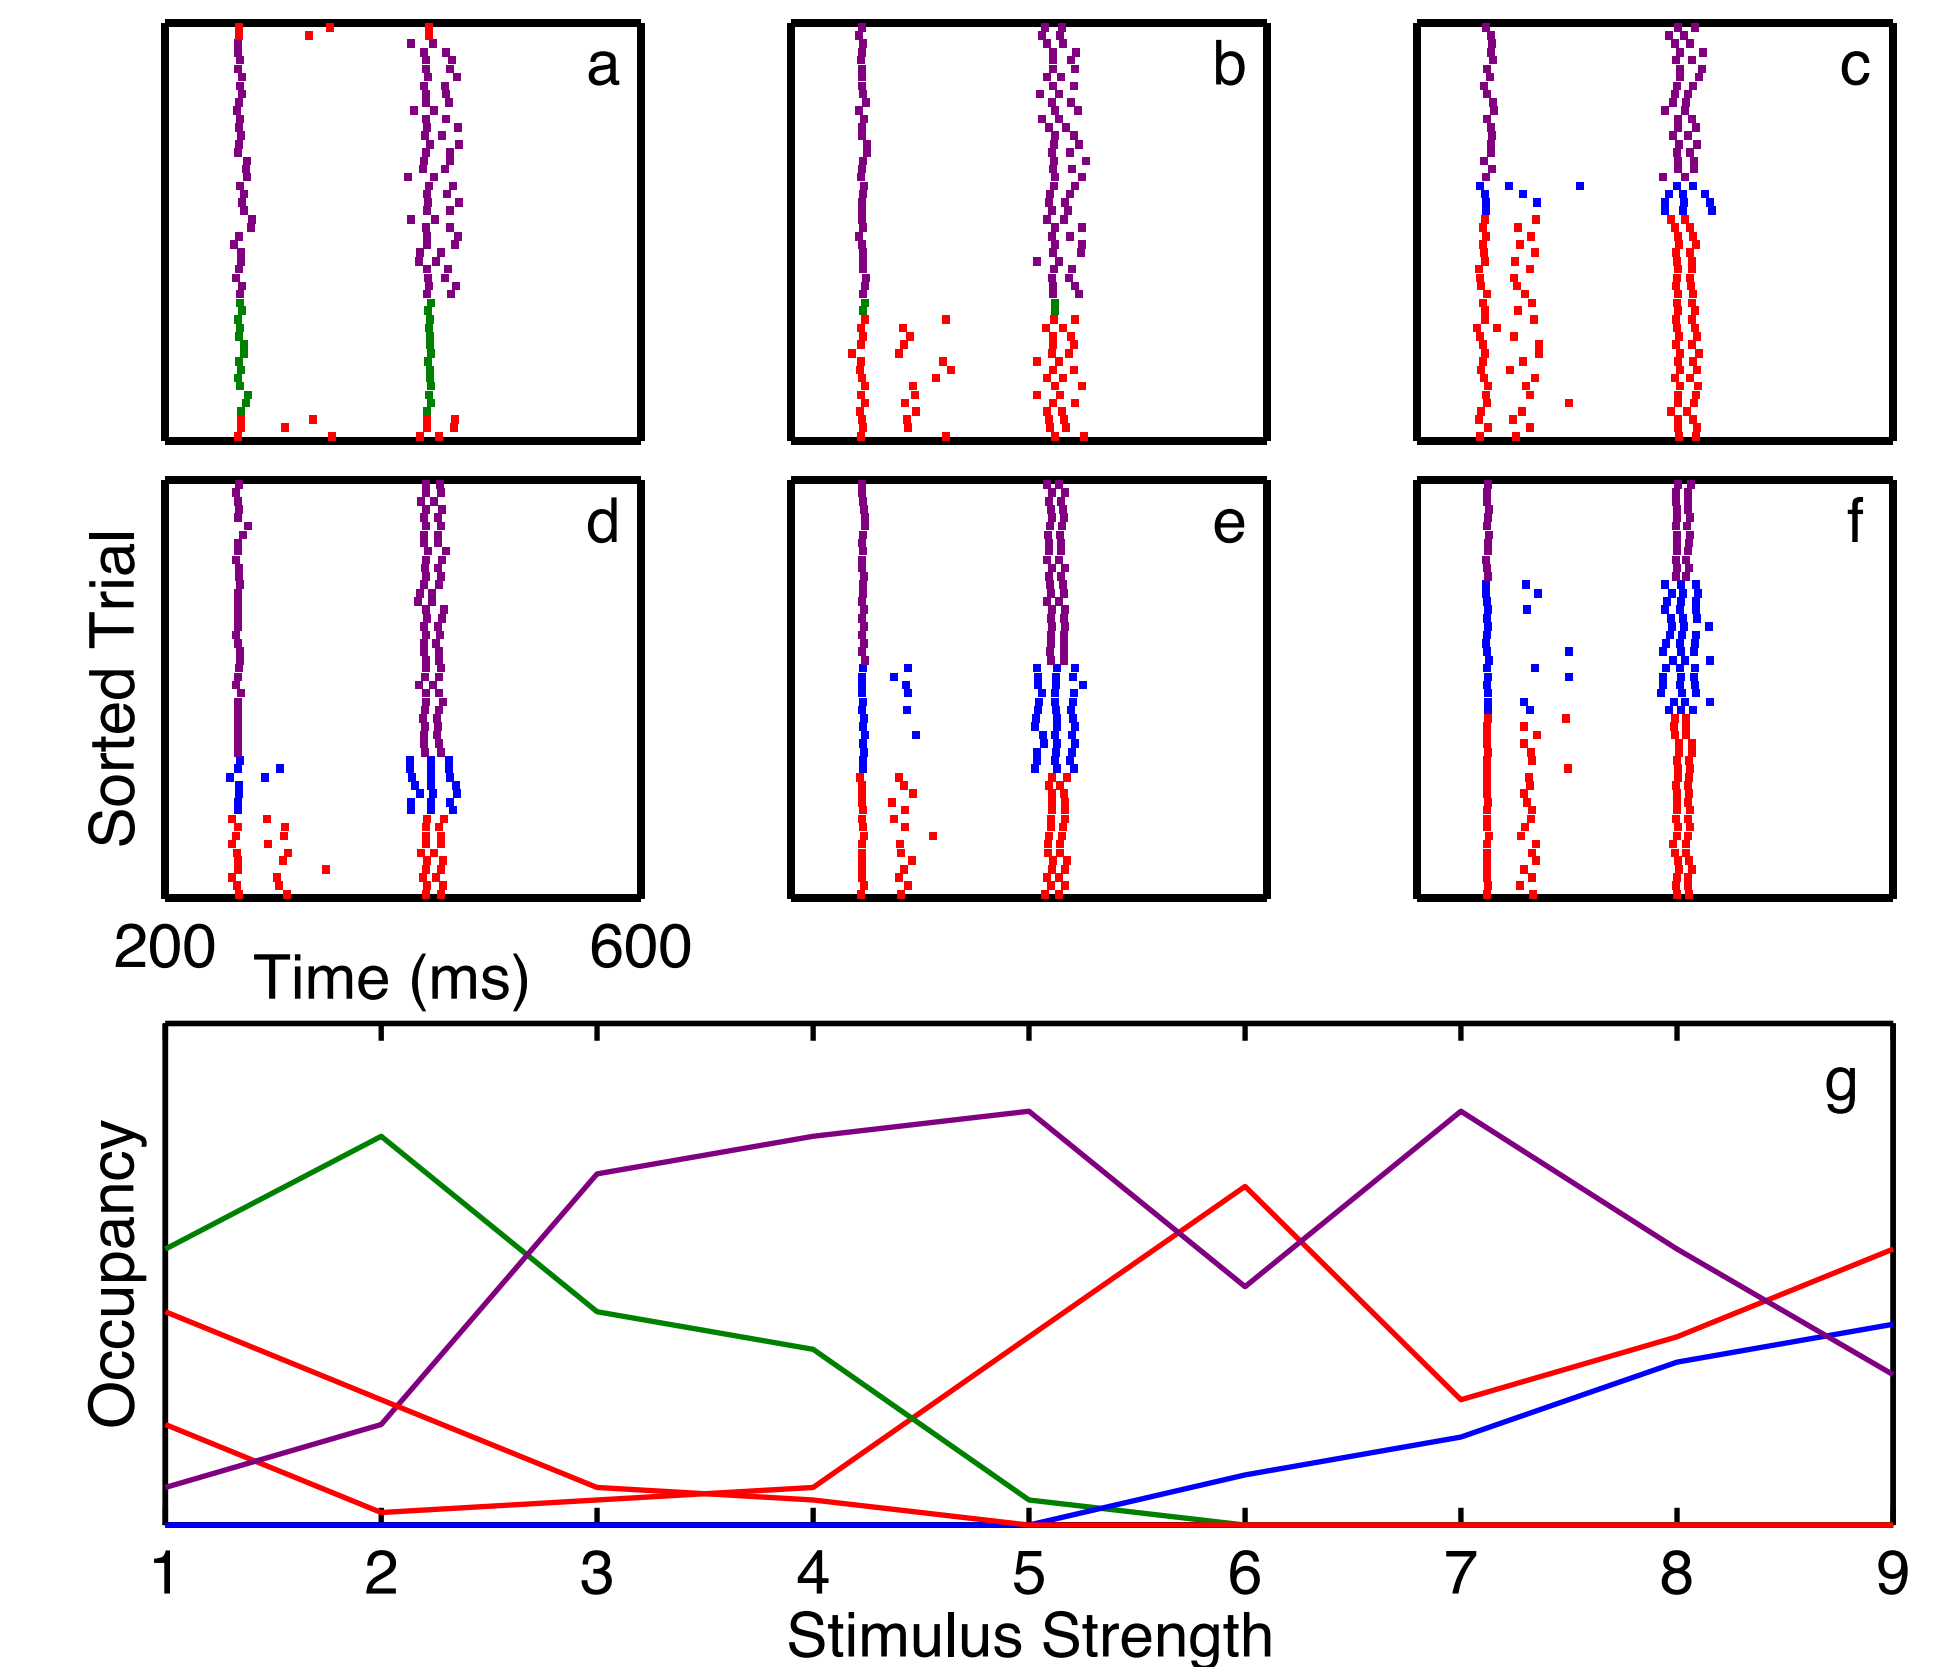 a
b
c
d
e
f
Sorted Trial
200
600
Time (ms)
g
Occupancy
1 2 3 4 5 6 7 8 9
Stimulus Strength